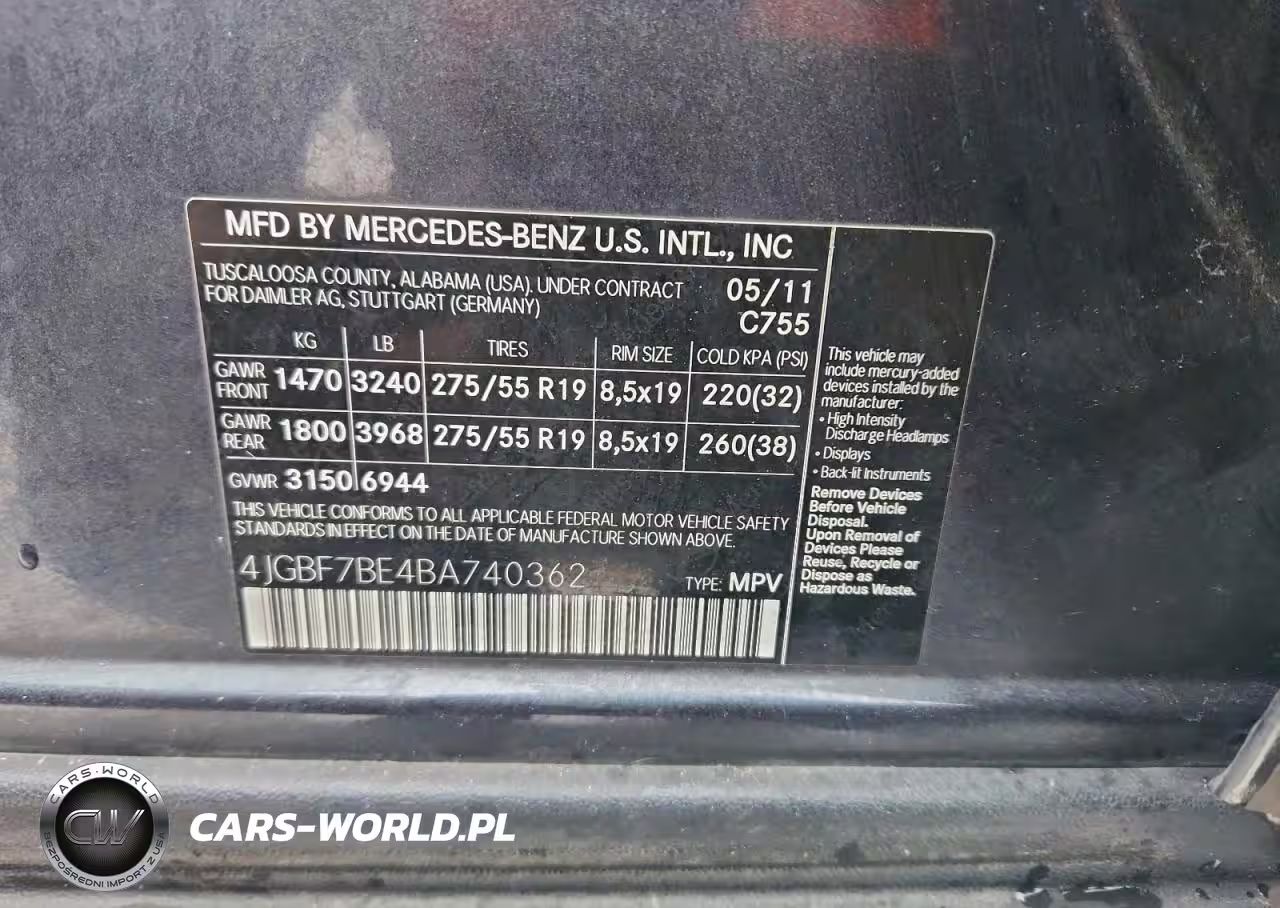 MFD BY MERCEDES-BENZ U.S. INTL., INC
TUSCALOOSA COUNTY, ALABAMA (USA). UNDER CONTRACT
FOR DAIMLER AG, STUTTGART (GERMANY)
05/11
C755
KG LB TIRES RIM SIZE COLD KPA (PSI)
GAWR FRONT 1470 3240 275/55 R19 8,5x19 220(32)
GAWR REAR 1800 3968 275/55 R19 8,5x19 260(38)
GVWR 3150 6944
THIS VEHICLE CONFORMS TO ALL APPLICABLE FEDERAL MOTOR VEHICLE SAFETY
STANDARDS IN EFFECT ON THE DATE OF MANUFACTURE SHOWN ABOVE.
4JGBF7BE4BA740362 TYPE: MPV
This vehicle may
include mercury-added
devices installed by the
manufacturer:
• High Intensity
Discharge Headlamps
• Displays
• Back-lit Instruments
Remove Devices
Before Vehicle
Disposal.
Upon Removal of
Devices Please
Reuse, Recycle or
Dispose as
Hazardous Waste.
CARS-WORLD
CW
BEZPOŚREDNI IMPORT Z USA
CARS-WORLD.PL